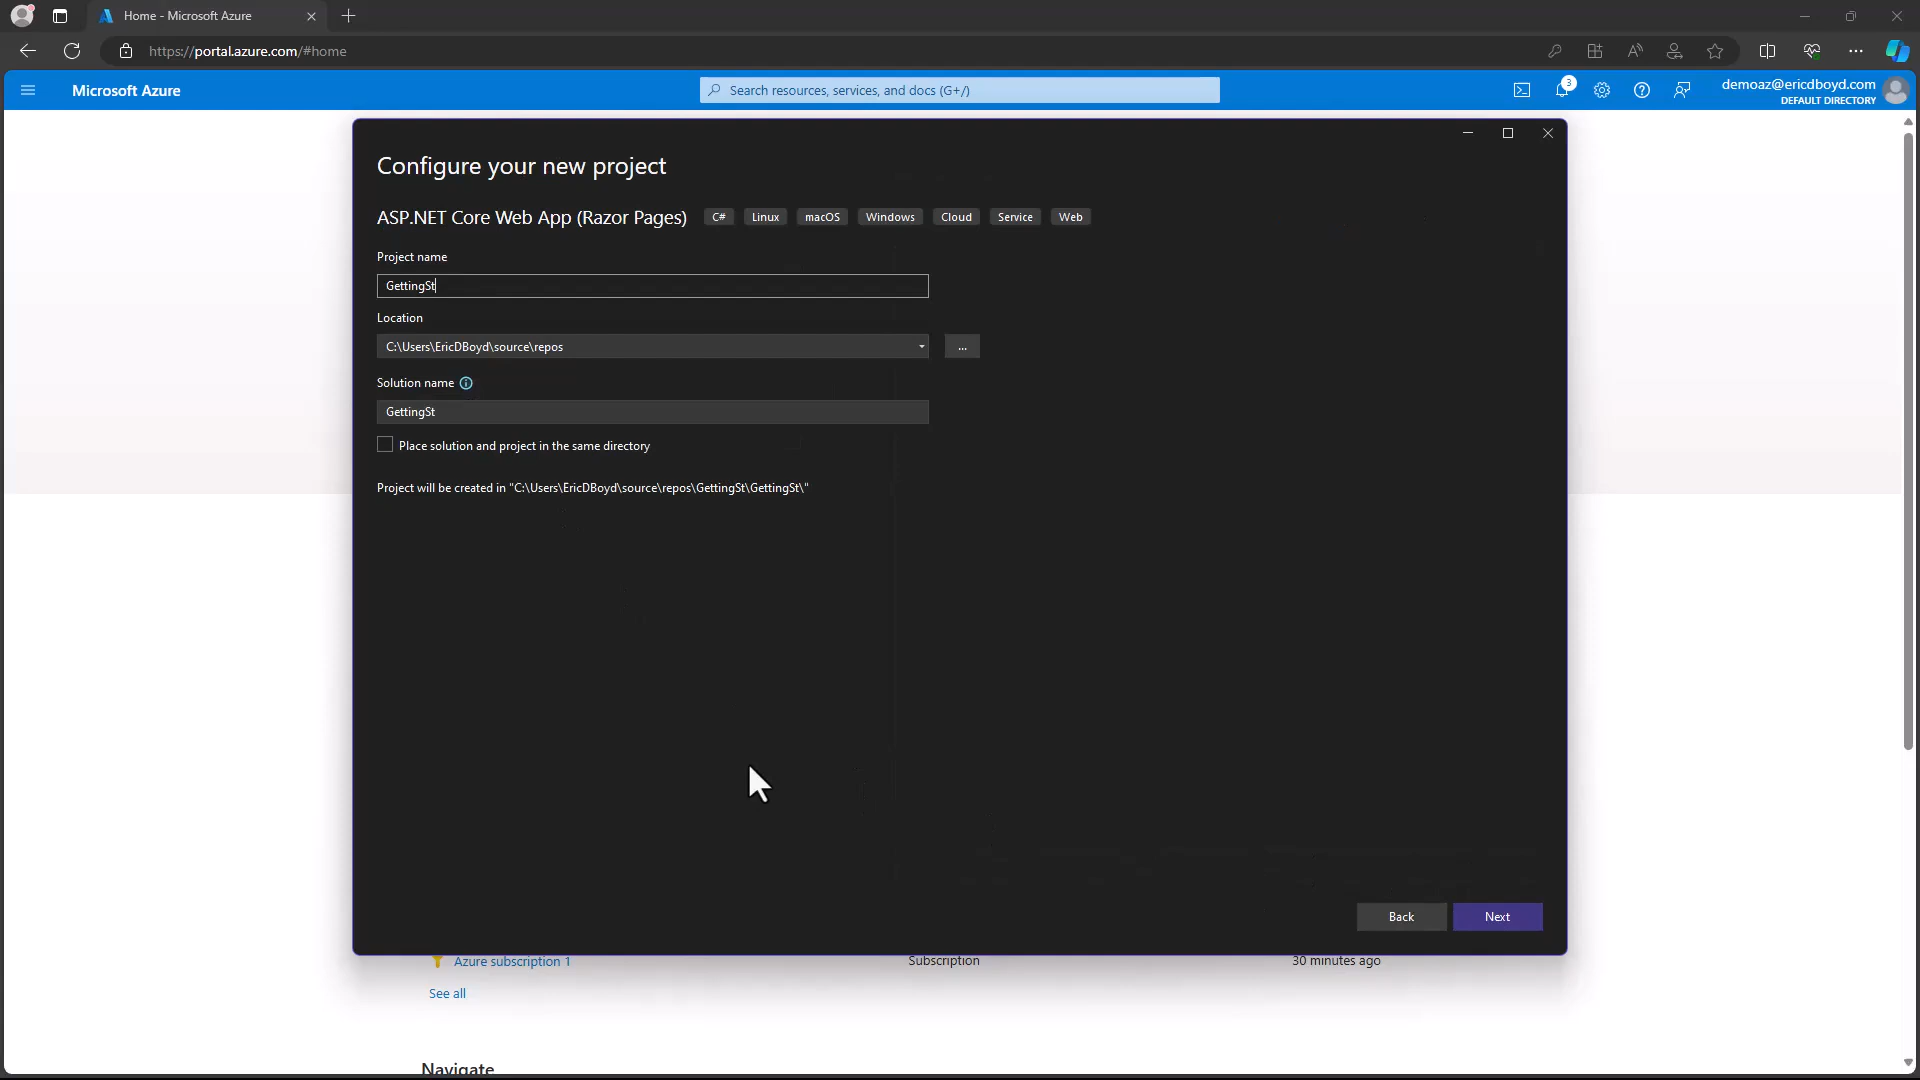 Home - Microsoft Azure
https://portal.azure.com/#home
Microsoft Azure
Search resources, services, and docs (G+/)
3
demoaz@ericdboyd.com
DEFAULT DIRECTORY
Configure your new project
ASP.NET Core Web App (Razor Pages) C# Linux macOS Windows Cloud Service Web
Project name
GettingSt
Location
C:\Users\EricDBoyd\source\repos
...
Solution name
GettingSt
Place solution and project in the same directory
Project will be created in "C:\Users\EricDBoyd\source\repos\GettingSt\GettingSt\"
Back Next
Azure subscription 1 Subscription 30 minutes ago
See all
Navigate